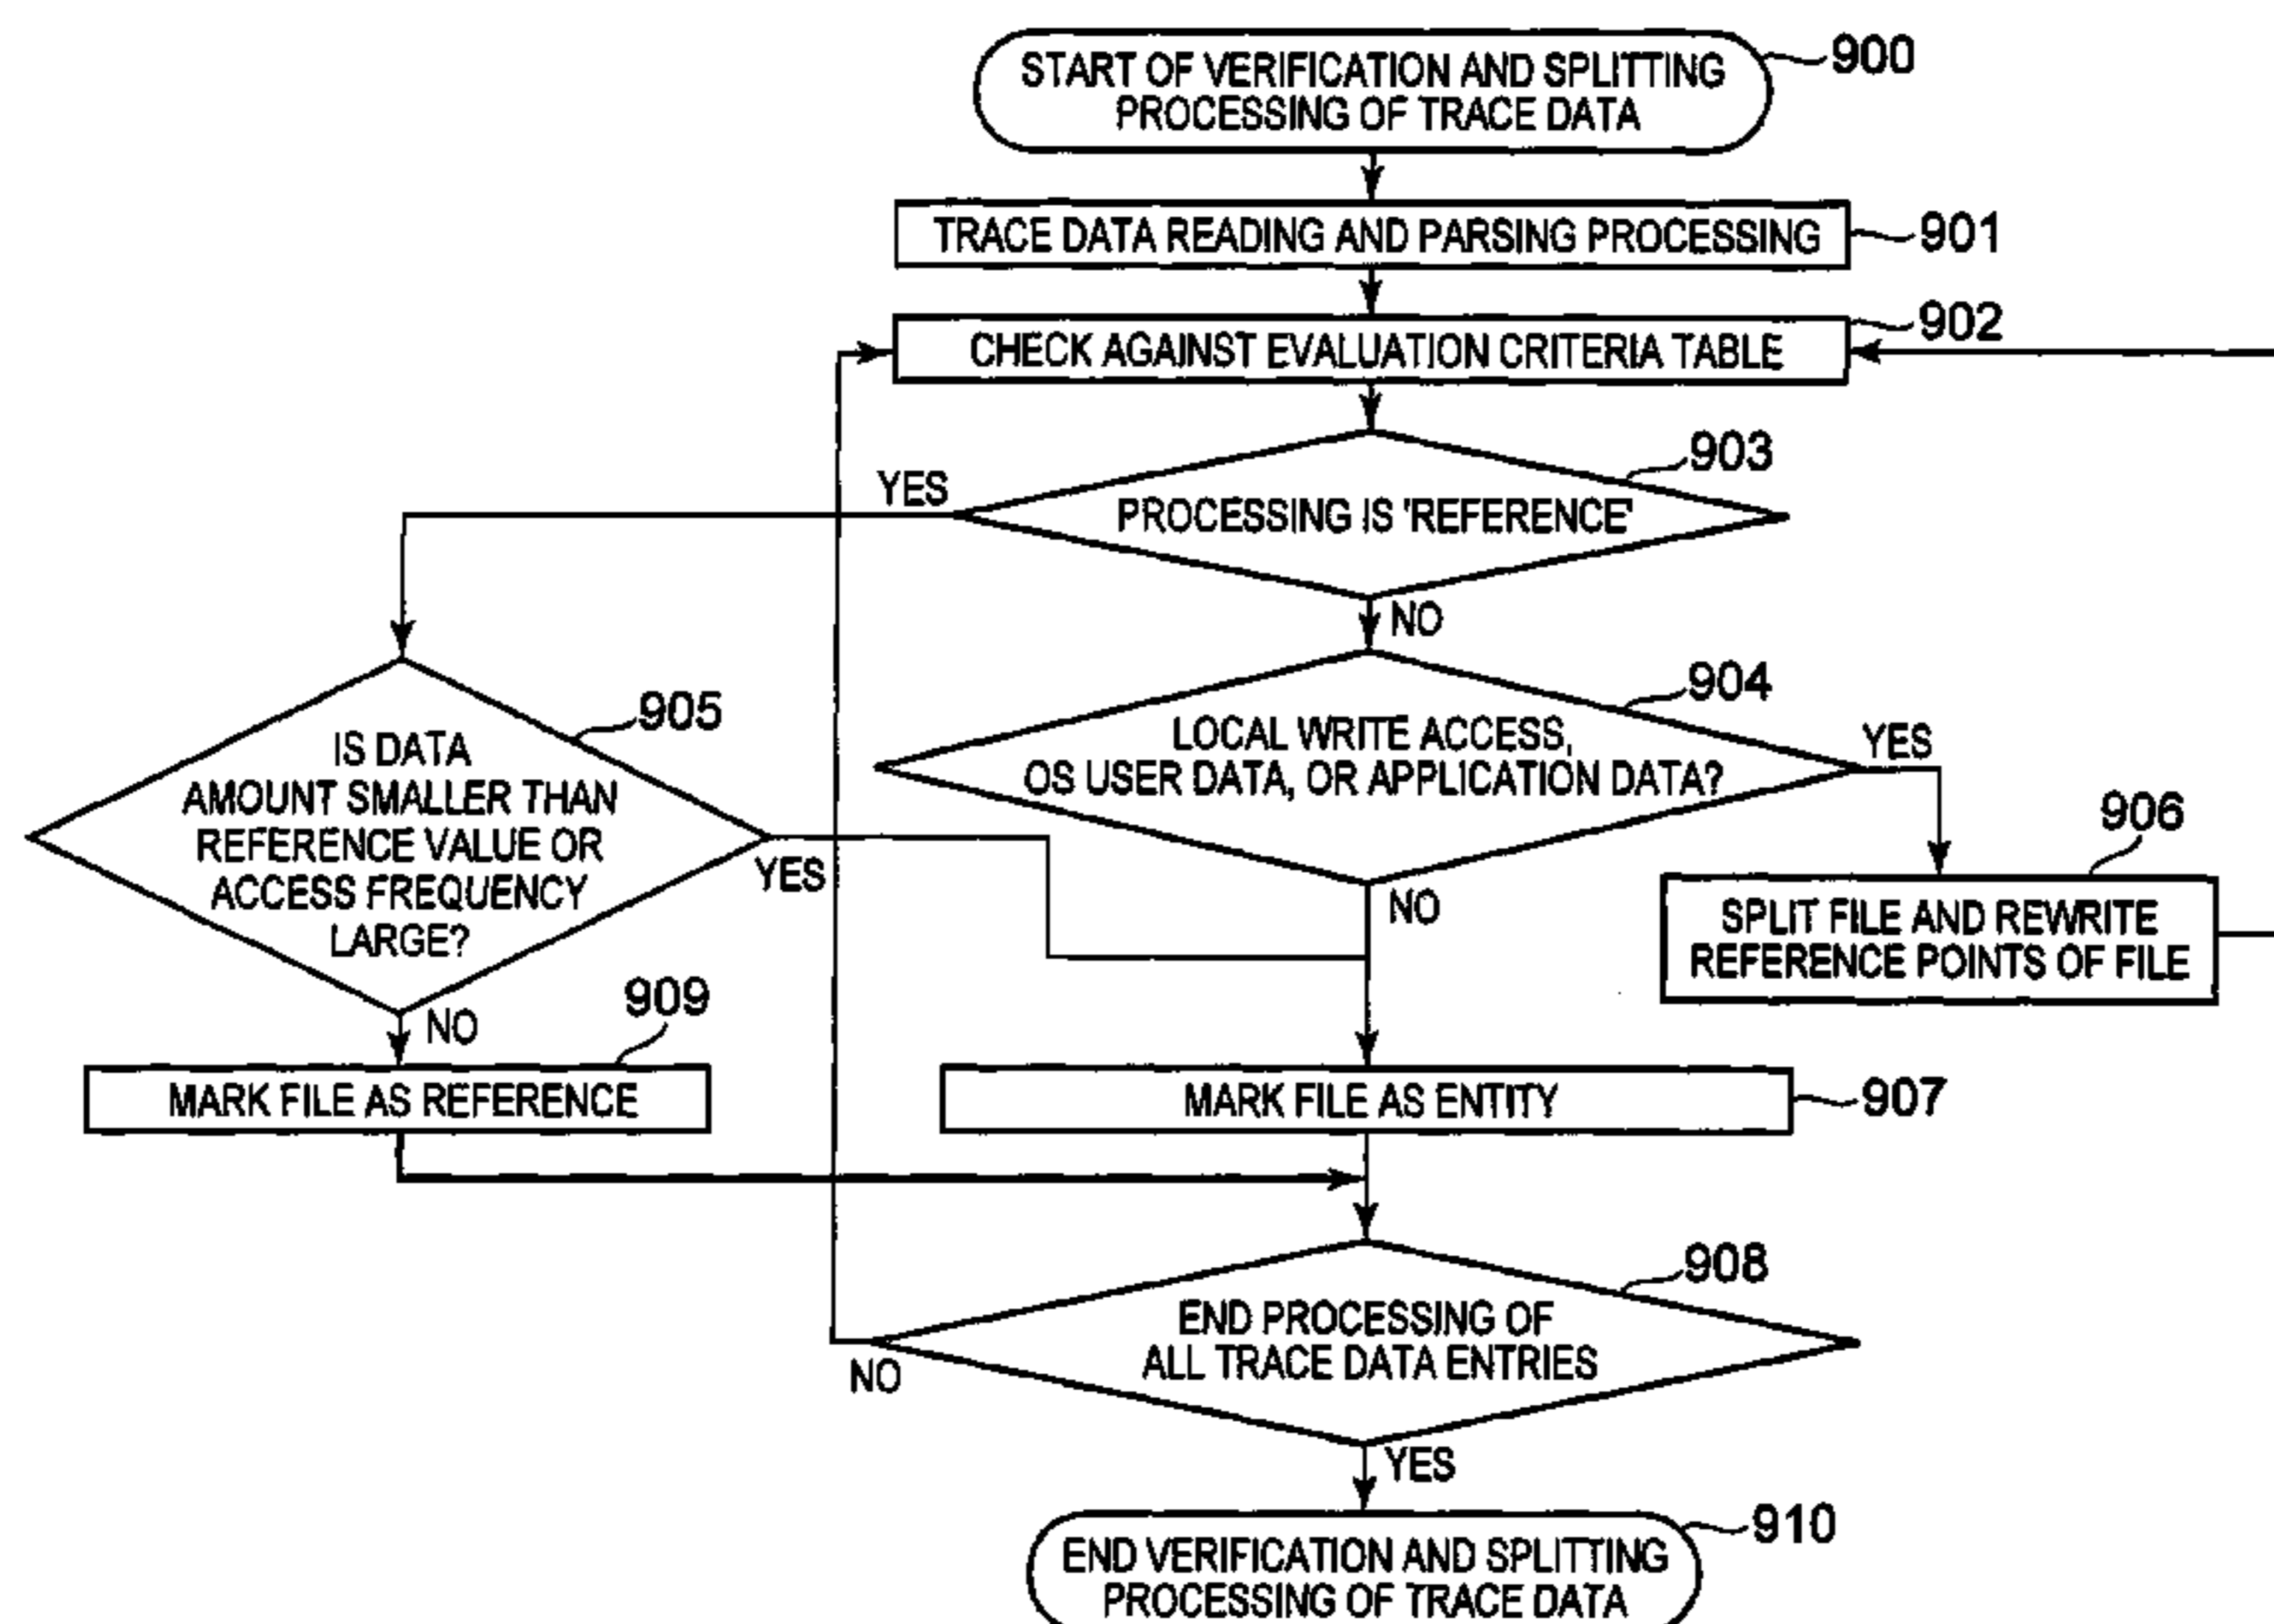 START OF VERIFICATION AND SPLITTING
PROCESSING OF TRACE DATA
900
TRACE DATA READING AND PARSING PROCESSING
901
CHECK AGAINST EVALUATION CRITERIA TABLE
902
PROCESSING IS 'REFERENCE'
903
YES
NO
LOCAL WRITE ACCESS,
OS USER DATA, OR APPLICATION DATA?
904
YES
NO
IS DATA
AMOUNT SMALLER THAN
REFERENCE VALUE OR
ACCESS FREQUENCY
LARGE?
905
YES
NO
SPLIT FILE AND REWRITE
REFERENCE POINTS OF FILE
906
MARK FILE AS REFERENCE
909
MARK FILE AS ENTITY
907
END PROCESSING OF
ALL TRACE DATA ENTRIES
908
NO
YES
END VERIFICATION AND SPLITTING
PROCESSING OF TRACE DATA
910